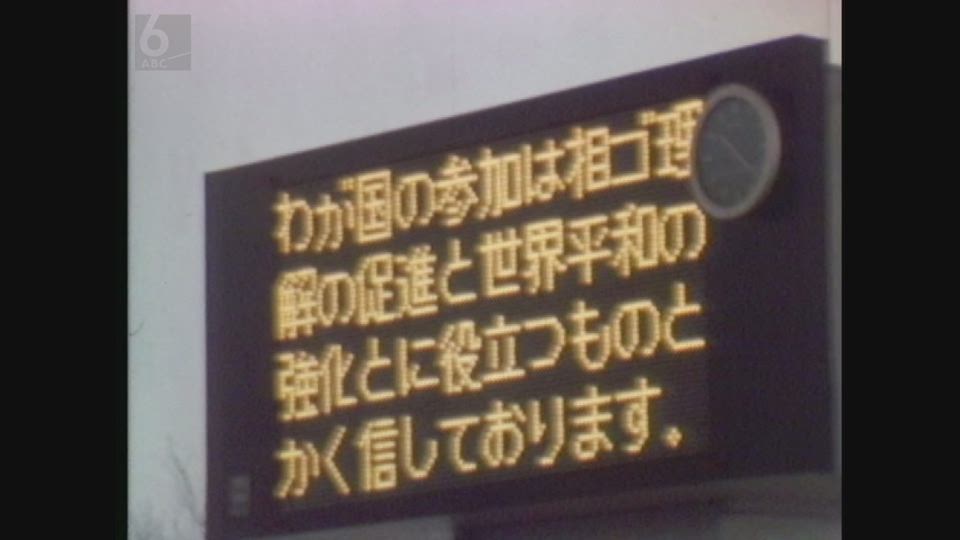 6
ABC
わが国の参加は相ゴ理
解の促進と世界平和の
強化とに役立つものと
かく信しております。